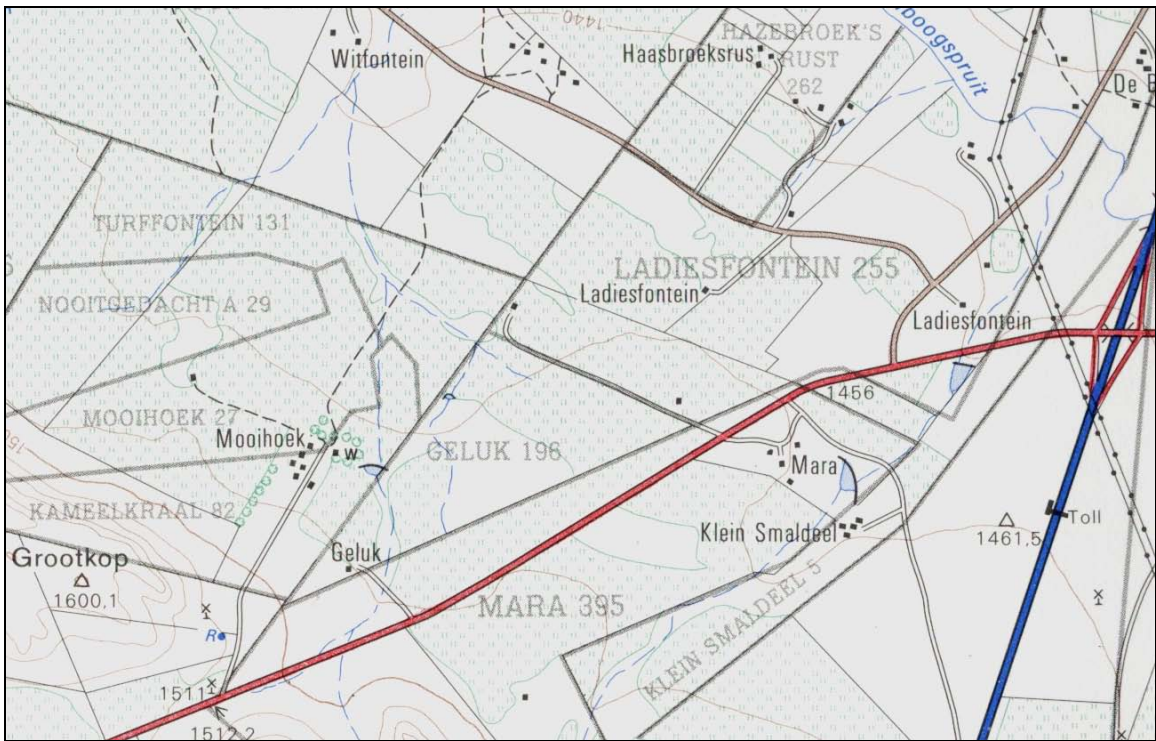 1440
HAZEBROEK'S
RUST
262
Witfontein
Haasbroeksrus
boogspruit
De B
TURFFONTEIN 131
LADIESFONTEIN 255
NOOITGEDACHT A 29
Ladiesfontein
Ladiesfontein
1456
MOOIHOEK 27
Mooihoek
W
GELUK 196
Mara
KAMEELKRAAL 82
Klein Smaldeel
Toll
1461,5
Grootkop
1600,1
Geluk
MARA 395
KLEIN SMALDEEL 5
R
1511
1512,2